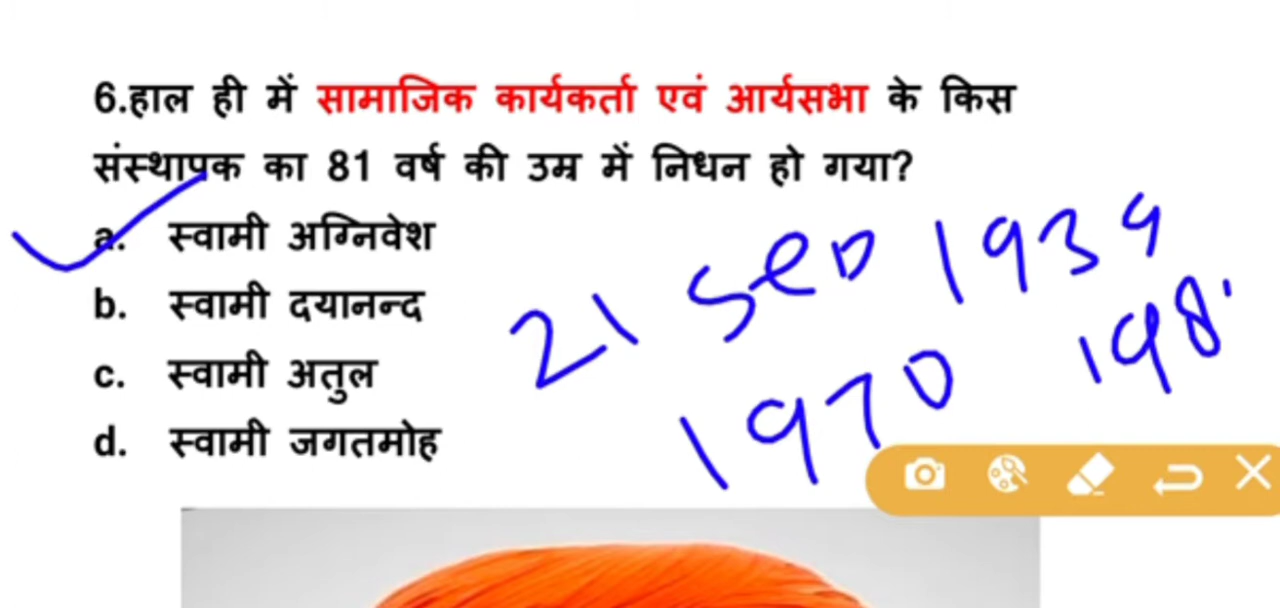 6.हाल ही में सामाजिक कार्यकर्ता एवं आर्यसभा के किस
संस्थापक का 81 वर्ष की उम्र में निधन हो गया?
a. स्वामी अग्निवेश
b. स्वामी दयानन्द
c. स्वामी अतुल
d. स्वामी जगतमोह
21 Sep 1939
1970 198